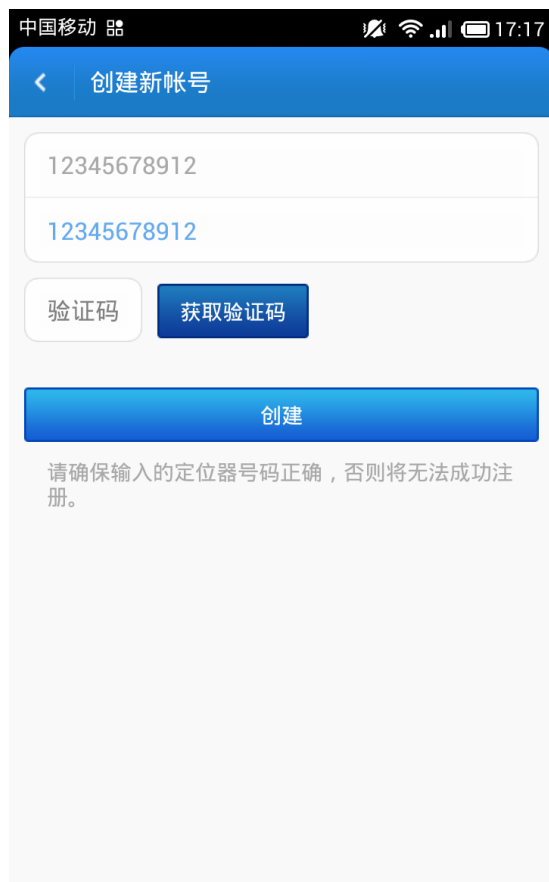 中国移动 17:17
创建新帐号
12345678912
12345678912
验证码 获取验证码
创建
请确保输入的定位器号码正确，否则将无法成功注
册。